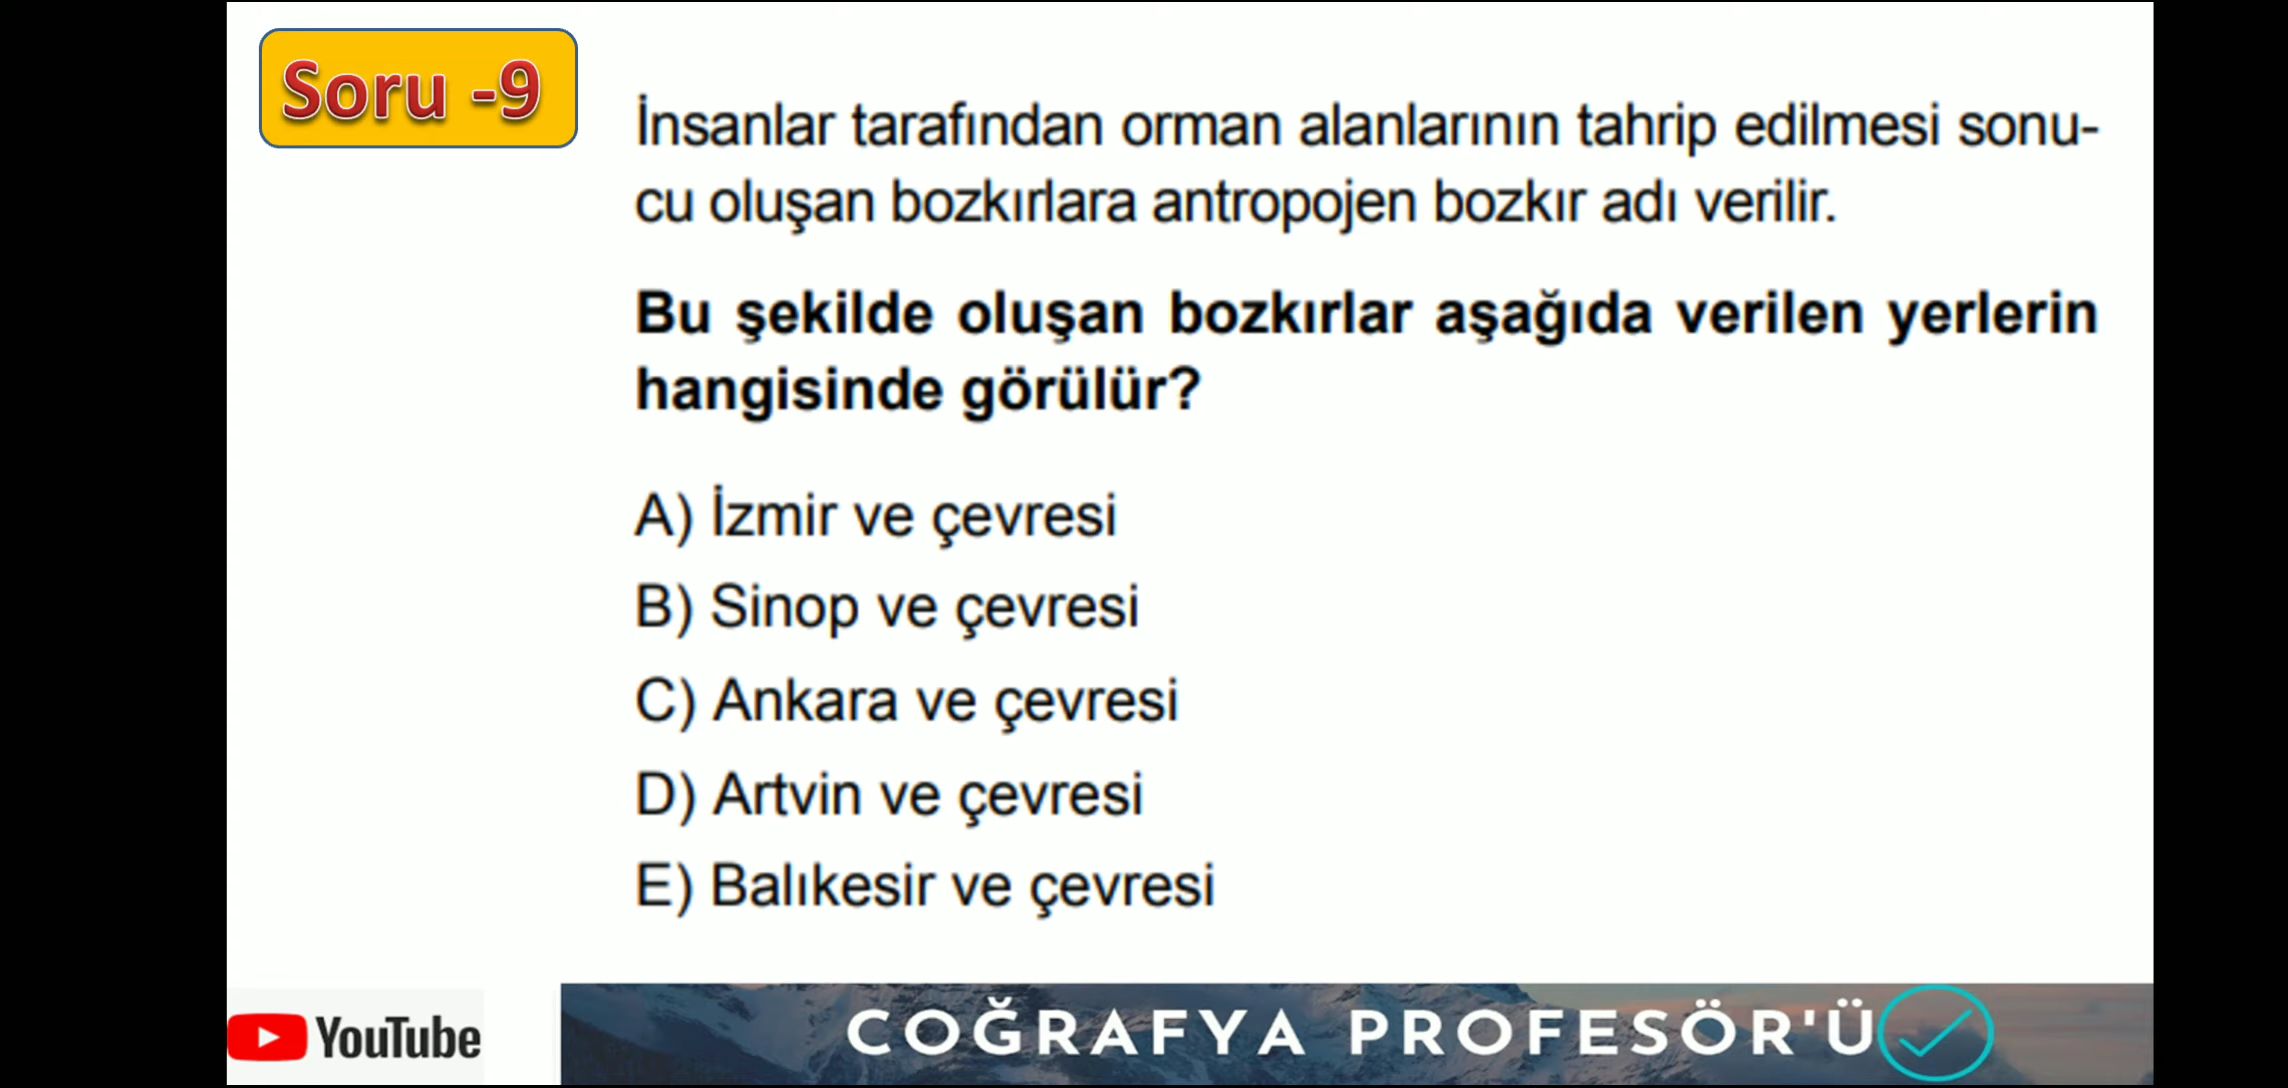 Soru -9
İnsanlar tarafından orman alanlarının tahrip edilmesi sonu-
cu oluşan bozkırlara antropojen bozkır adı verilir.
Bu şekilde oluşan bozkırlar aşağıda verilen yerlerin
hangisinde görülür?
A) İzmir ve çevresi
B) Sinop ve çevresi
C) Ankara ve çevresi
D) Artvin ve çevresi
E) Balıkesir ve çevresi
YouTube
COĞRAFYA PROFESÖR'Ü